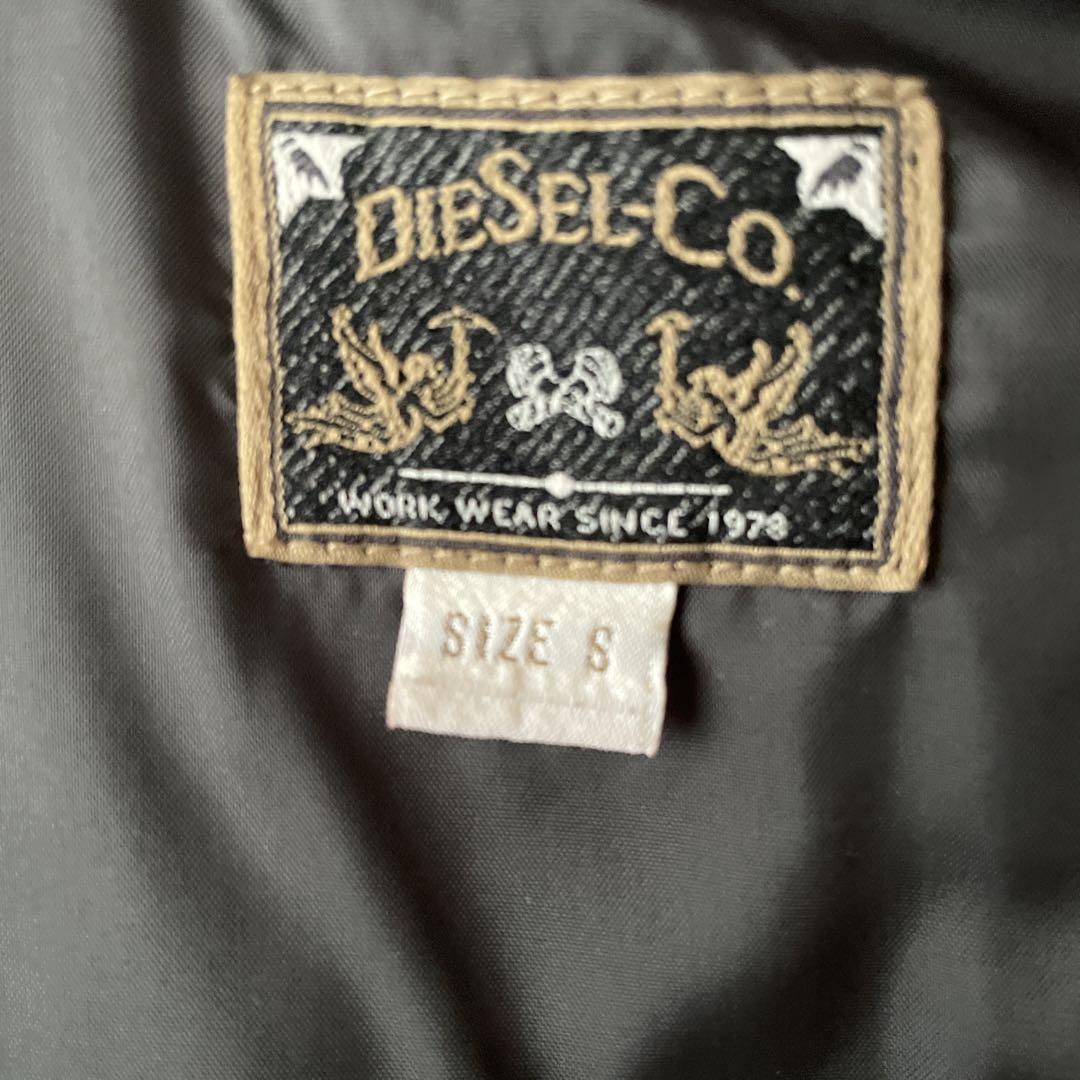 DIESEL-CO.
WORK WEAR SINCE 1978
SIZE S